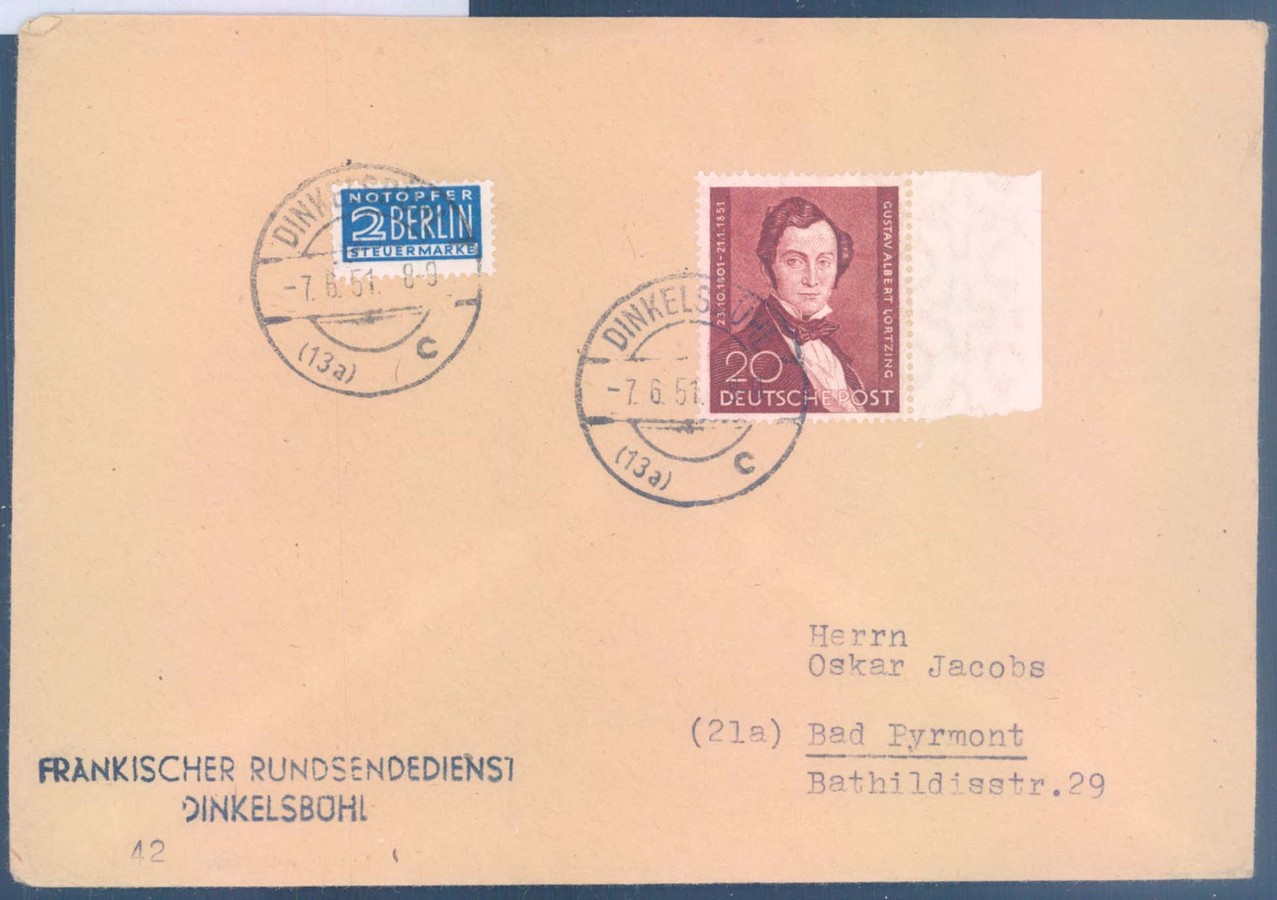 NOTOPFER
2 BERLIN
STEUERMARKE
DINKELSBÜHL
-7.6.51. 8-9
(13a) c
23.10.1801-21.1.1851
GUSTAV ALBERT LORTZING
20
DEUTSCHE POST
DINKELSBÜHL
-7.6.51.
(13a) c
Herrn
Oskar Jacobs
(21a) Bad Pyrmont
Bathildisstr.29
FRÄNKISCHER RUNDSENDEDIENST
DINKELSBÜHL
42